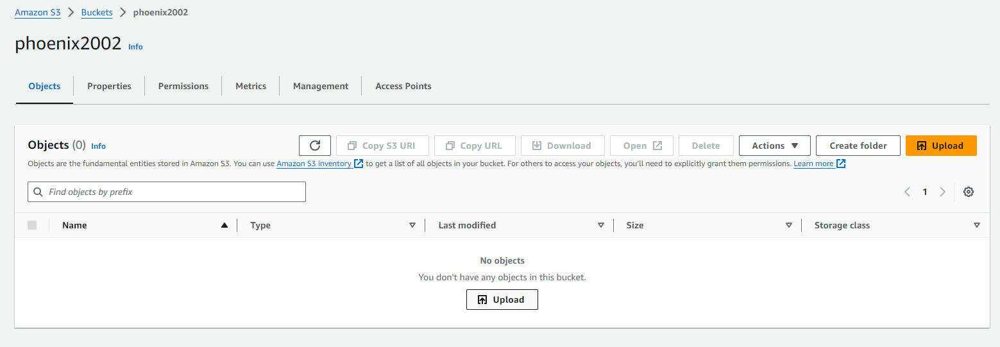 Amazon S3 > Buckets > phoenix2002
phoenix2002 Info
Objects Properties Permissions Metrics Management Access Points
Objects (0) Info Copy S3 URI Copy URL Download Open Delete Actions Create folder Upload
Objects are the fundamental entities stored in Amazon S3. You can use Amazon S3 inventory to get a list of all objects in your bucket. For others to access your objects, you'll need to explicitly grant them permissions. Learn more
Find objects by prefix 1
Name Type Last modified Size Storage class
No objects
You don't have any objects in this bucket.
Upload